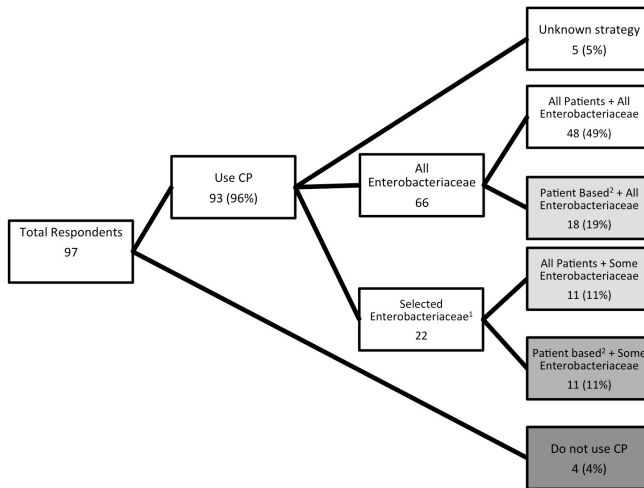 Unknown strategy
5 (5%)
All Patients + All
Enterobacteriaceae
48 (49%)
Use CP
93 (96%)
All
Enterobacteriaceae
66
Patient Based² + All
Enterobacteriaceae
18 (19%)
Total Respondents
97
All Patients + Some
Enterobacteriaceae
11 (11%)
Selected
Enterobacteriaceae¹
22
Patient based² + Some
Enterobacteriaceae
11 (11%)
Do not use CP
4 (4%)